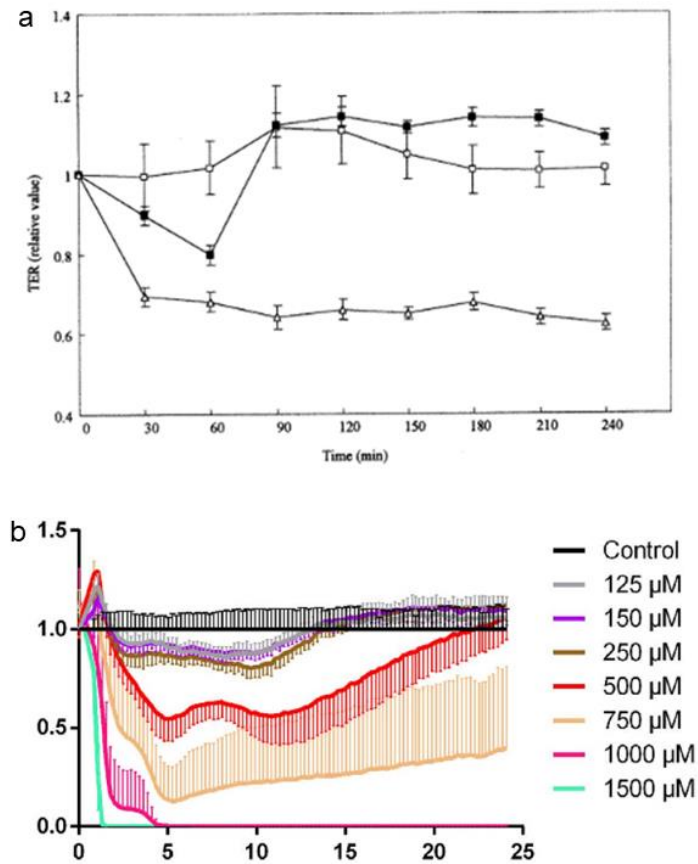 a
1.4
1.2
1
0.8
0.6
0.4
TER (relative value)
0 30 60 90 120 150 180 210 240
Time (min)
b
1.5
1.0
0.5
0.0
0 5 10 15 20 25
Control
125 µM
150 µM
250 µM
500 µM
750 µM
1000 µM
1500 µM